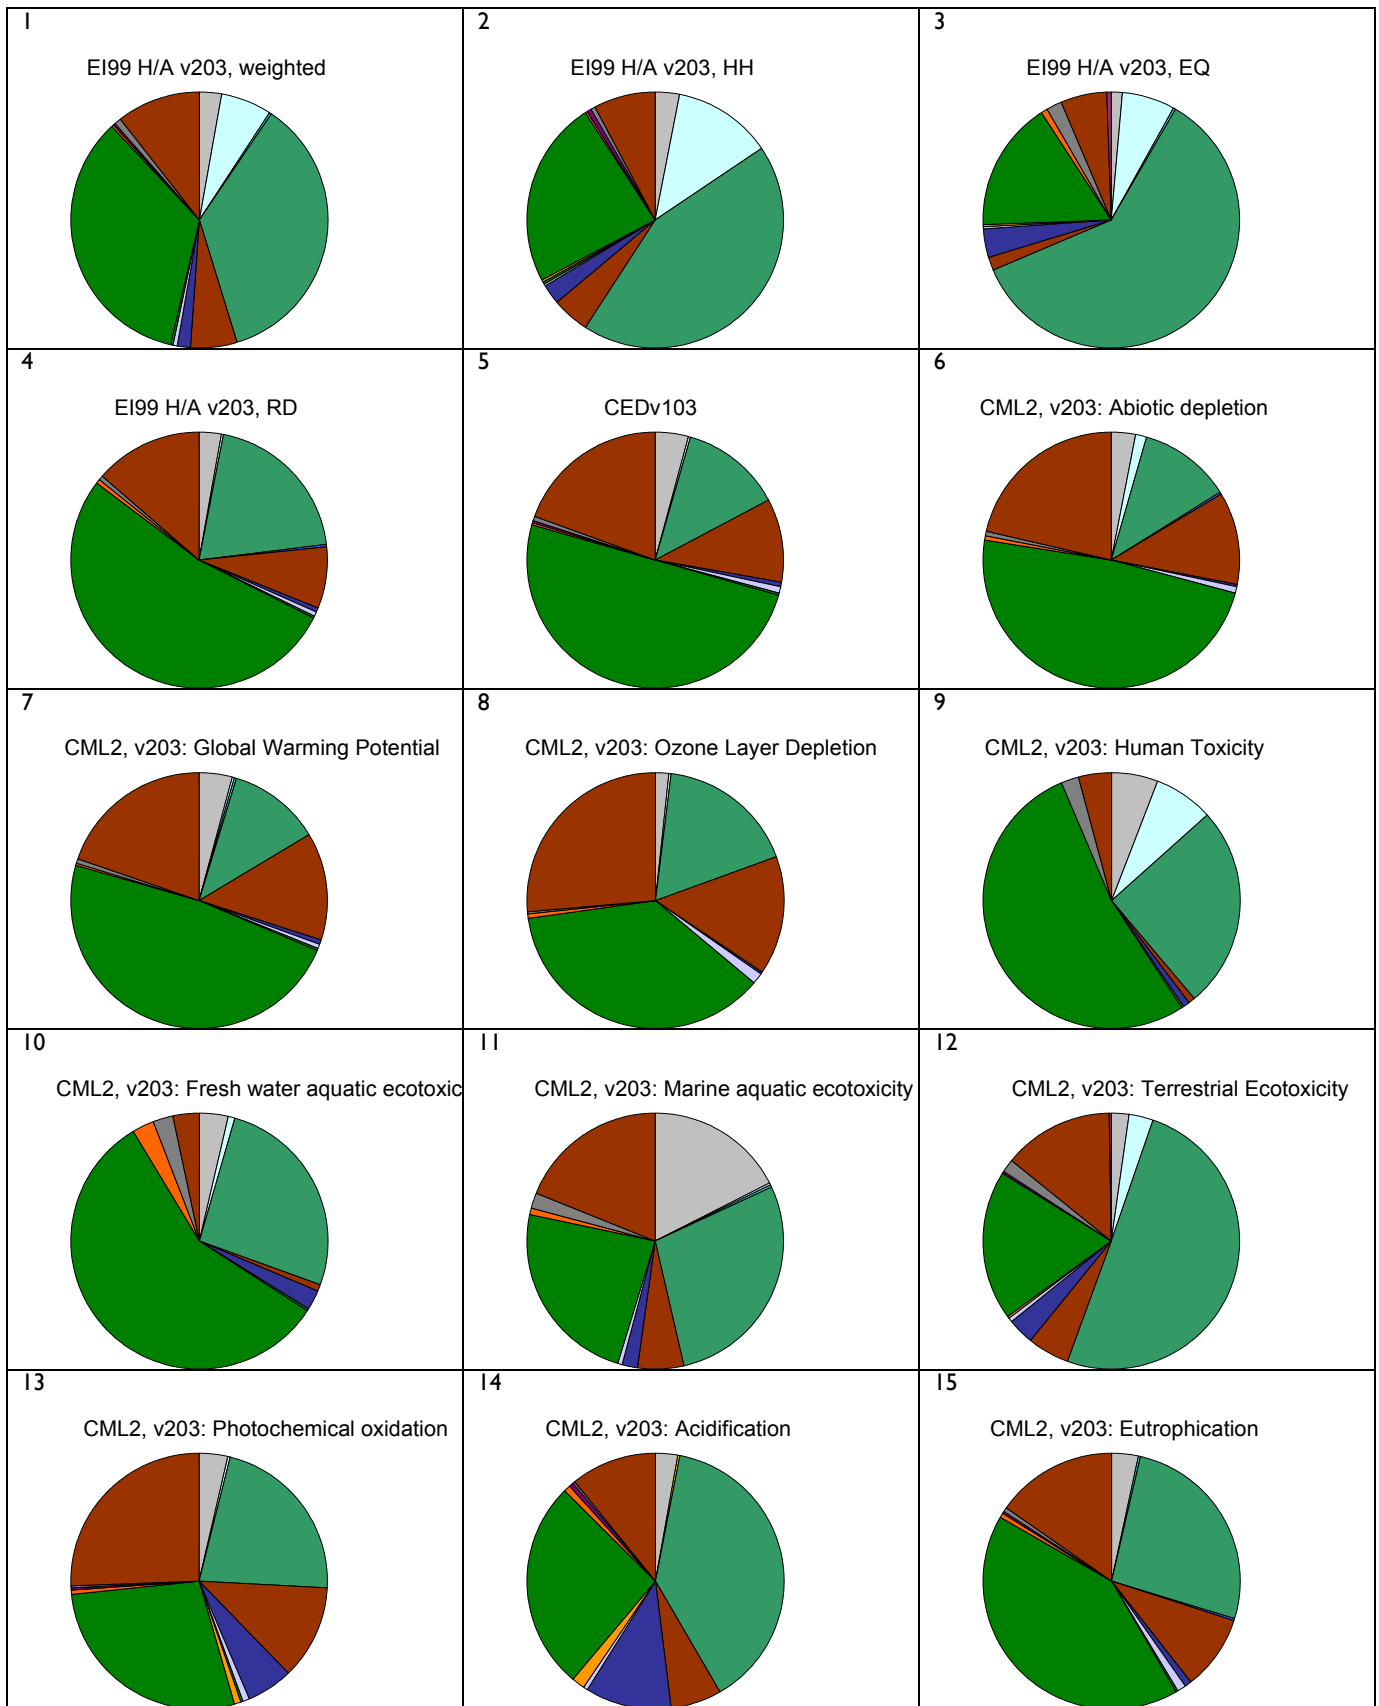 1
EI99 H/A v203, weighted
2
EI99 H/A v203, HH
3
EI99 H/A v203, EQ
4
EI99 H/A v203, RD
5
CEDv103
6
CML2, v203: Abiotic depletion
7
CML2, v203: Global Warming Potential
8
CML2, v203: Ozone Layer Depletion
9
CML2, v203: Human Toxicity
10
CML2, v203: Fresh water aquatic ecotoxic
11
CML2, v203: Marine aquatic ecotoxicity
12
CML2, v203: Terrestrial Ecotoxicity
13
CML2, v203: Photochemical oxidation
14
CML2, v203: Acidification
15
CML2, v203: Eutrophication